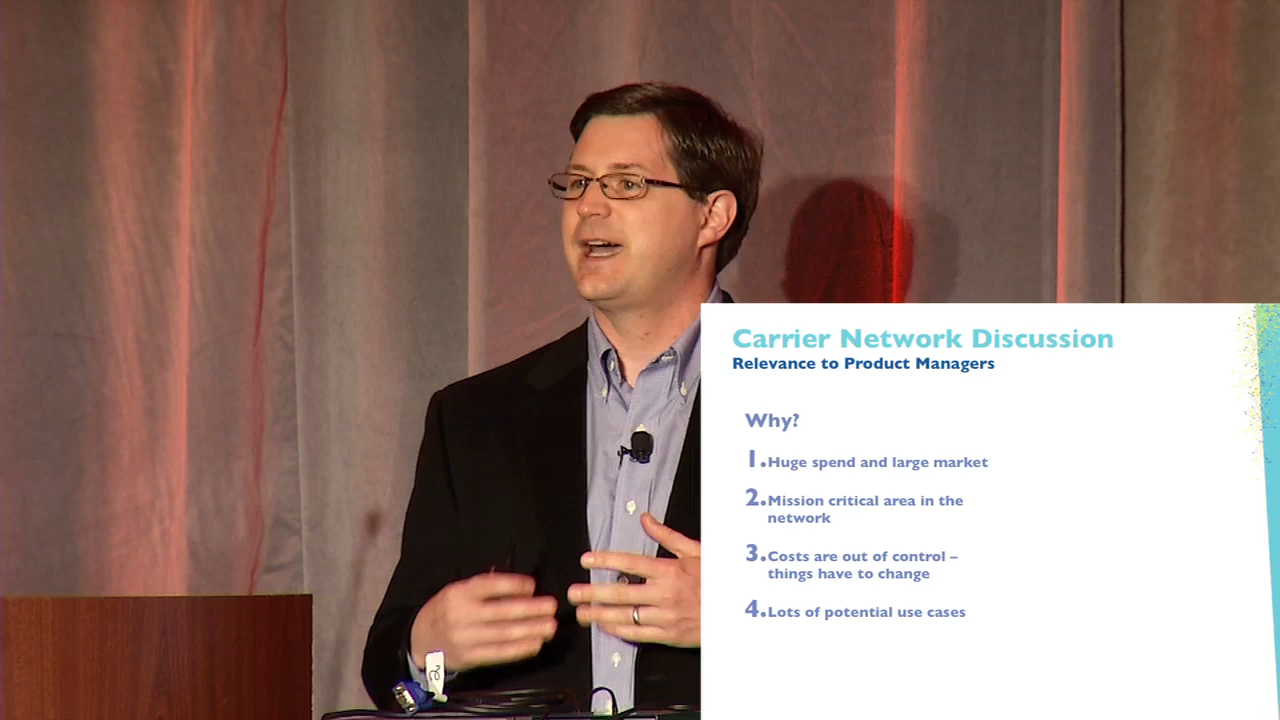 Carrier Network Discussion
Relevance to Product Managers
Why?
1.Huge spend and large market
2.Mission critical area in the
network
3.Costs are out of control –
things have to change
4.Lots of potential use cases
2